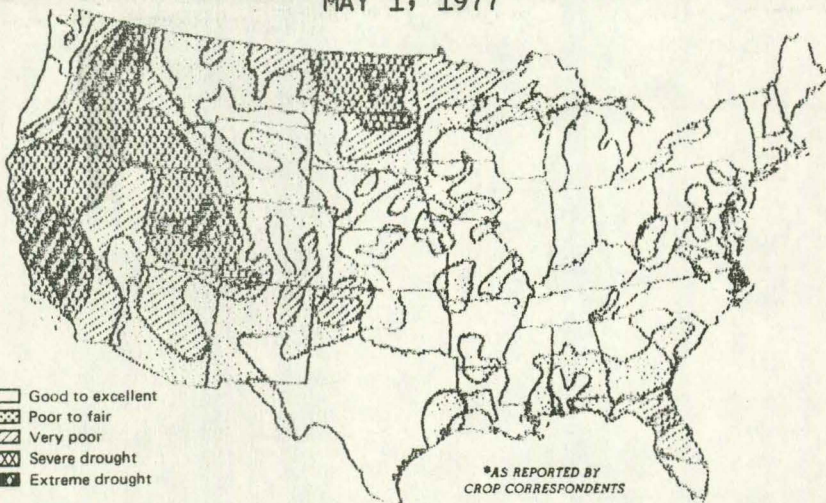 MAY 1, 1977
Good to excellent
Poor to fair
Very poor
Severe drought
Extreme drought
*AS REPORTED BY
CROP CORRESPONDENTS